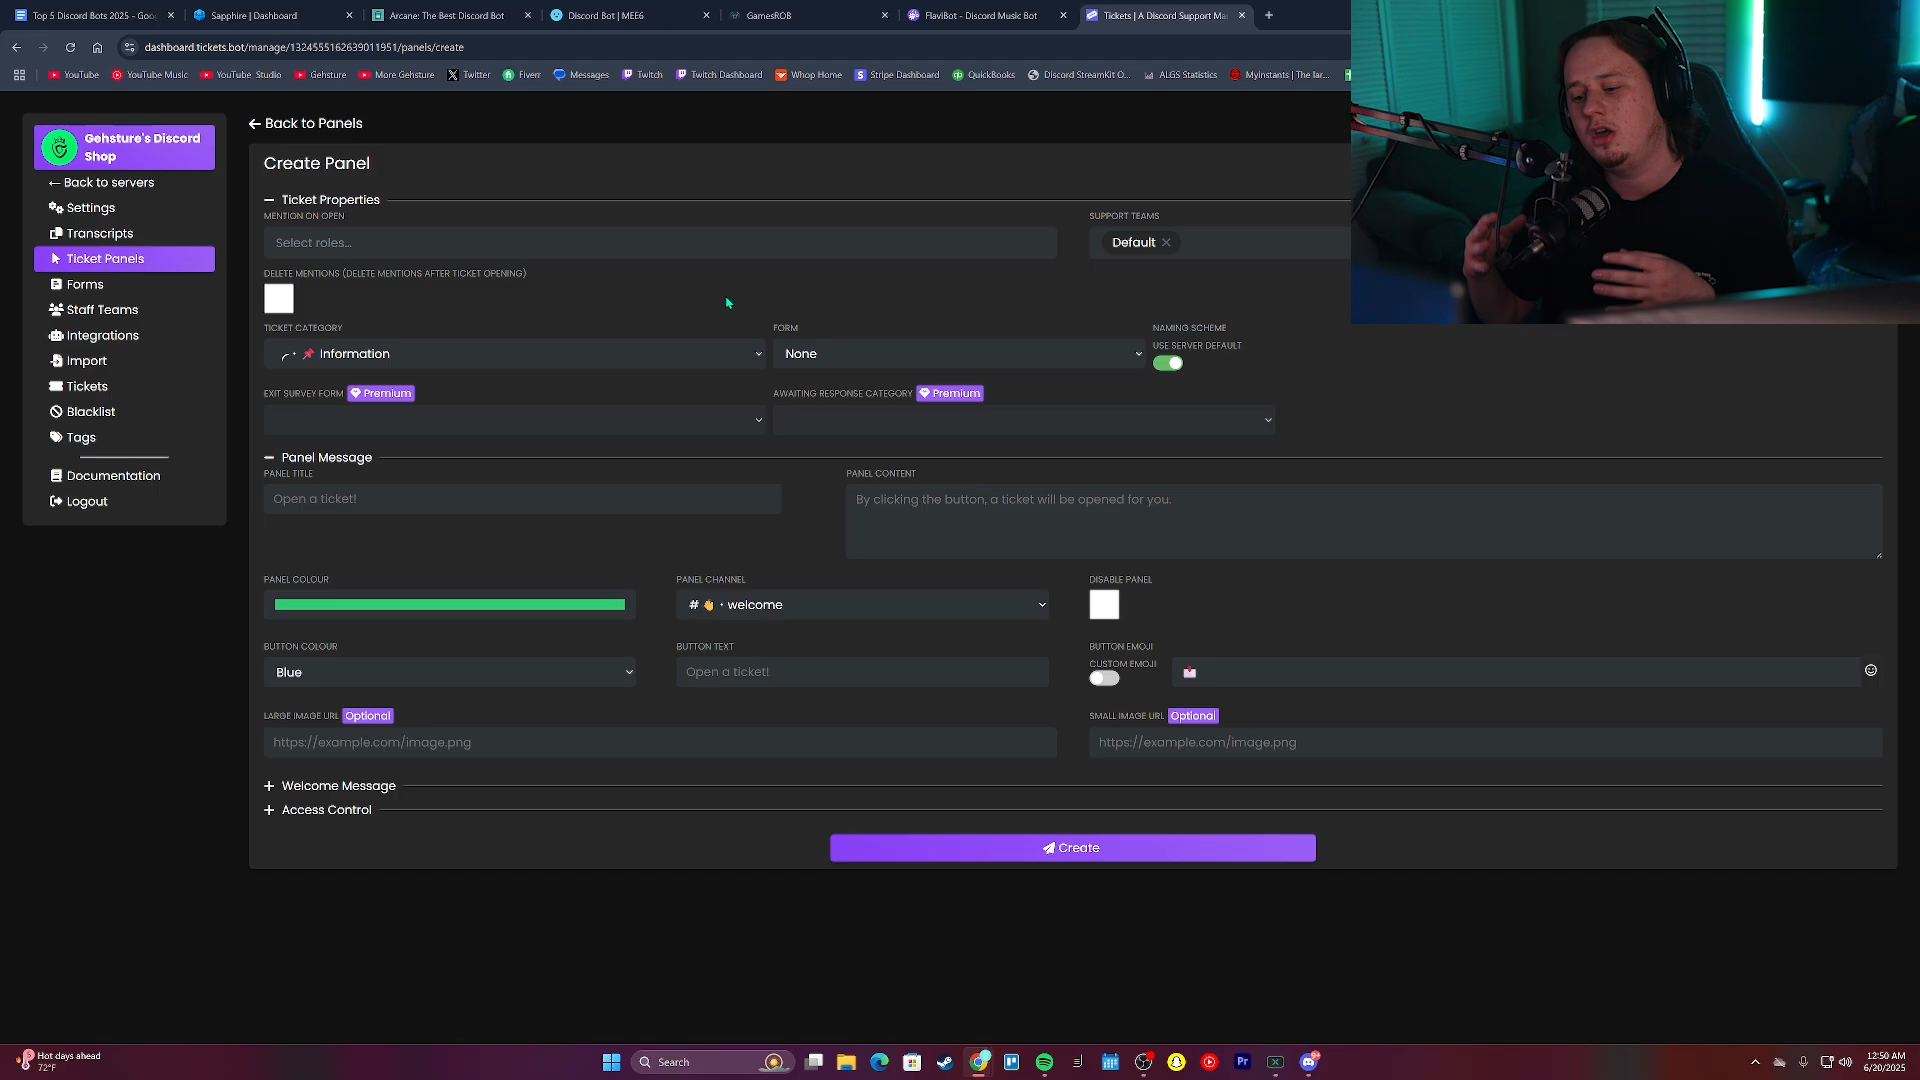 Top 5 Discord Bots 2025 - Goo
Sapphire | Dashboard
Arcane: The Best Discord Bot
Discord Bot | MEE6
GamesROB
FlaviBot - Discord Music Bot
Tickets | A Discord Support Ma
dashboard.tickets.bot/manage/1324555162639011951/panels/create
YouTube
YouTube Music
YouTube Studio
Gehsture
More Gehsture
Twitter
Fiverr
Messages
Twitch
Twitch Dashboard
Whop Home
Stripe Dashboard
QuickBooks
Discord StreamKit O...
ALGS Statistics
Myinstants | The lar...
Gehsture's Discord
Shop
← Back to servers
Settings
Transcripts
Ticket Panels
Forms
Staff Teams
Integrations
Import
Tickets
Blacklist
Tags
Documentation
Logout
Back to Panels
Create Panel
Ticket Properties
MENTION ON OPEN
Select roles...
SUPPORT TEAMS
Default
DELETE MENTIONS (DELETE MENTIONS AFTER TICKET OPENING)
TICKET CATEGORY
📌 Information
FORM
None
NAMING SCHEME
USE SERVER DEFAULT
EXIT SURVEY FORM Premium
AWAITING RESPONSE CATEGORY Premium
Panel Message
PANEL TITLE
Open a ticket!
PANEL CONTENT
By clicking the button, a ticket will be opened for you.
PANEL COLOUR
PANEL CHANNEL
# 👋・welcome
DISABLE PANEL
BUTTON COLOUR
Blue
BUTTON TEXT
Open a ticket!
BUTTON EMOJI
CUSTOM EMOJI
LARGE IMAGE URL Optional
https://example.com/image.png
SMALL IMAGE URL Optional
https://example.com/image.png
Welcome Message
Access Control
Create
Hot days ahead
72°F
Search
12:50 AM
6/20/2025